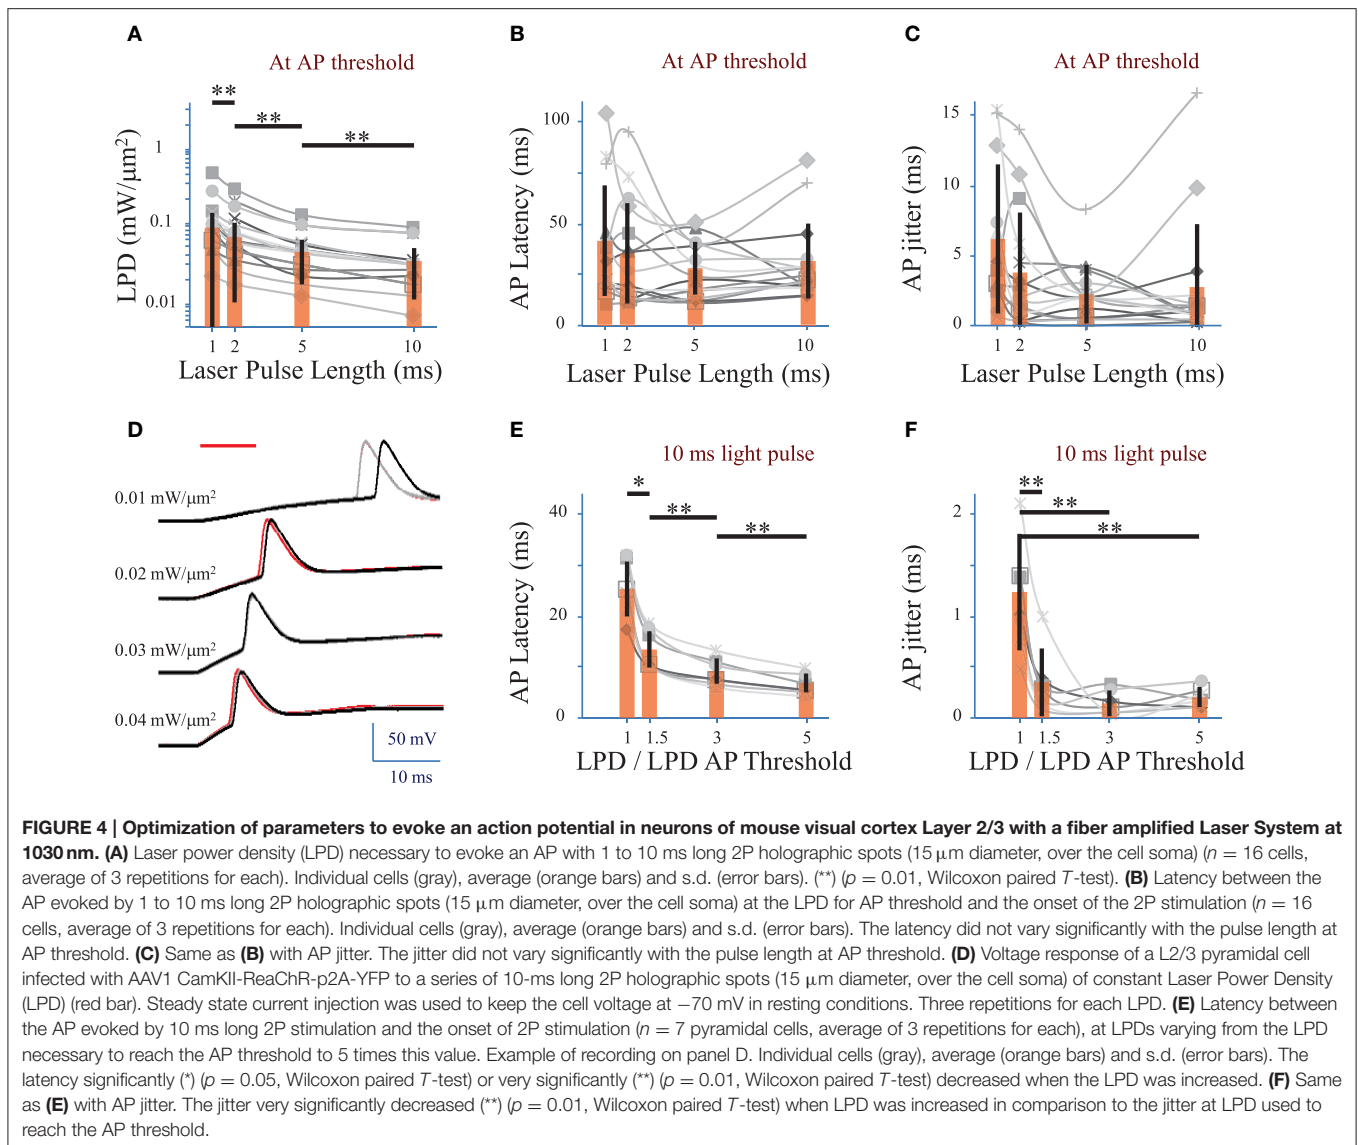 A
At AP threshold
**
**
**
LPD (mW/μm²)
1
0.1
0.01
1 2 5 10
Laser Pulse Length (ms)
B
At AP threshold
AP Latency (ms)
100
50
0
1 2 5 10
Laser Pulse Length (ms)
C
At AP threshold
AP jitter (ms)
15
10
5
0
1 2 5 10
Laser Pulse Length (ms)
D
0.01 mW/μm²
0.02 mW/μm²
0.03 mW/μm²
0.04 mW/μm²
50 mV
10 ms
E
10 ms light pulse
*
**
**
AP Latency (ms)
40
20
0
1 1.5 3 5
LPD / LPD AP Threshold
F
10 ms light pulse
**
**
**
AP jitter (ms)
2
1
0
1 1.5 3 5
LPD / LPD AP Threshold
FIGURE 4 | Optimization of parameters to evoke an action potential in neurons of mouse visual cortex Layer 2/3 with a fiber amplified Laser System at
1030 nm. (A) Laser power density (LPD) necessary to evoke an AP with 1 to 10 ms long 2P holographic spots (15 μm diameter, over the cell soma) (n = 16 cells,
average of 3 repetitions for each). Individual cells (gray), average (orange bars) and s.d. (error bars). (**) (p = 0.01, Wilcoxon paired T-test). (B) Latency between the
AP evoked by 1 to 10 ms long 2P holographic spots (15 μm diameter, over the cell soma) at the LPD for AP threshold and the onset of the 2P stimulation (n = 16
cells, average of 3 repetitions for each). Individual cells (gray), average (orange bars) and s.d. (error bars). The latency did not vary significantly with the pulse length at
AP threshold. (C) Same as (B) with AP jitter. The jitter did not vary significantly with the pulse length at AP threshold. (D) Voltage response of a L2/3 pyramidal cell
infected with AAV1 CamKII-ReaChR-p2A-YFP to a series of 10-ms long 2P holographic spots (15 μm diameter, over the cell soma) of constant Laser Power Density
(LPD) (red bar). Steady state current injection was used to keep the cell voltage at −70 mV in resting conditions. Three repetitions for each LPD. (E) Latency between
the AP evoked by 10 ms long 2P stimulation and the onset of 2P stimulation (n = 7 pyramidal cells, average of 3 repetitions for each), at LPDs varying from the LPD
necessary to reach the AP threshold to 5 times this value. Example of recording on panel D. Individual cells (gray), average (orange bars) and s.d. (error bars). The
latency significantly (*) (p = 0.05, Wilcoxon paired T-test) or very significantly (**) (p = 0.01, Wilcoxon paired T-test) decreased when the LPD was increased. (F) Same
as (E) with AP jitter. The jitter very significantly decreased (**) (p = 0.01, Wilcoxon paired T-test) when LPD was increased in comparison to the jitter at LPD used to
reach the AP threshold.